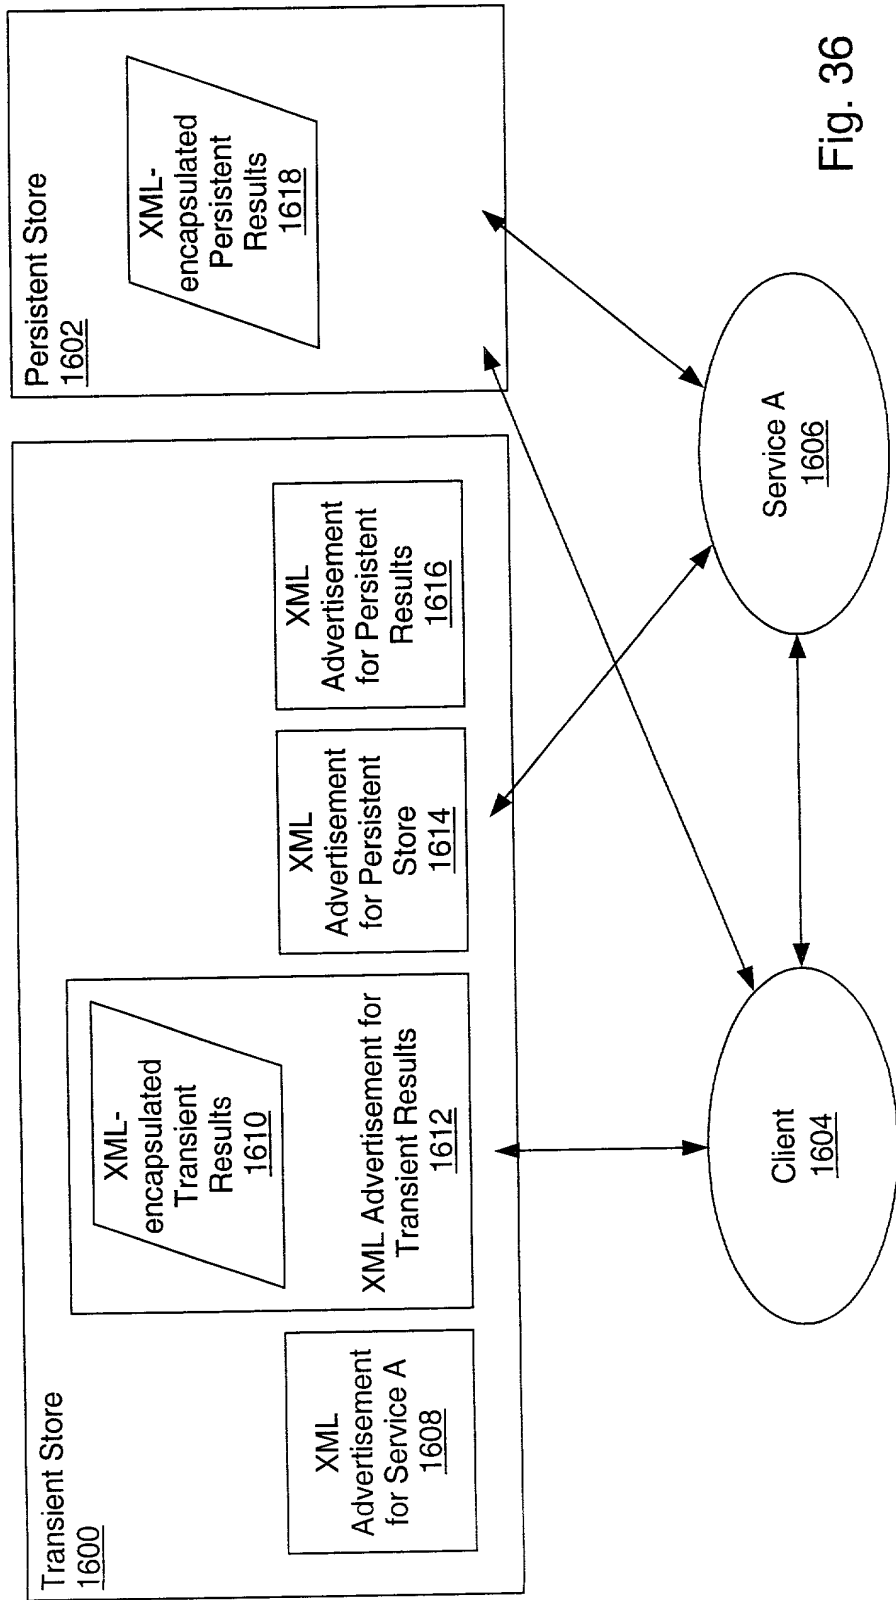 Transient Store
1600
XML
Advertisement
for Service A
1608
XML-
encapsulated
Transient
Results
1610
XML Advertisement for
Transient Results
1612
XML
Advertisement
for Persistent
Store
1614
XML
Advertisement
for Persistent
Results
1616
Persistent Store
1602
XML-
encapsulated
Persistent
Results
1618
Client
1604
Service A
1606
Fig. 36